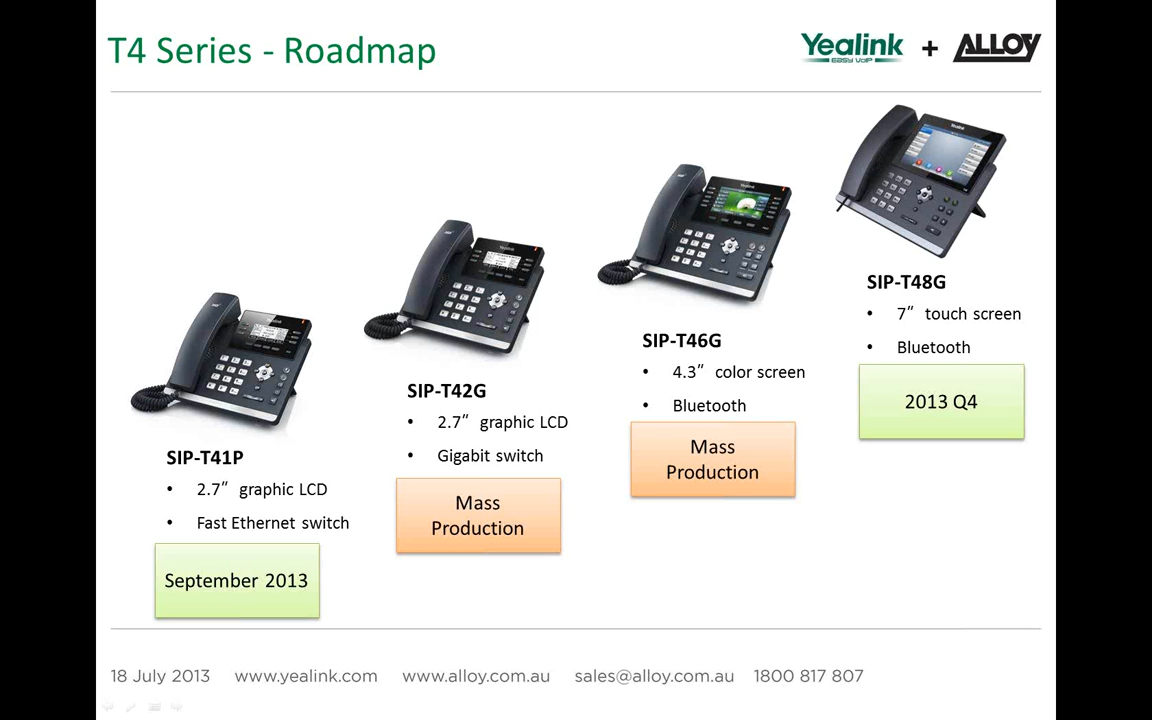 T4 Series - Roadmap
Yealink
EASY VOIP
+
ALLOY
SIP-T41P
• 2.7” graphic LCD
• Fast Ethernet switch
September 2013
SIP-T42G
• 2.7” graphic LCD
• Gigabit switch
Mass
Production
SIP-T46G
• 4.3” color screen
• Bluetooth
Mass
Production
Yealink
SIP-T48G
• 7” touch screen
• Bluetooth
2013 Q4
18 July 2013 www.yealink.com www.alloy.com.au sales@alloy.com.au 1800 817 807